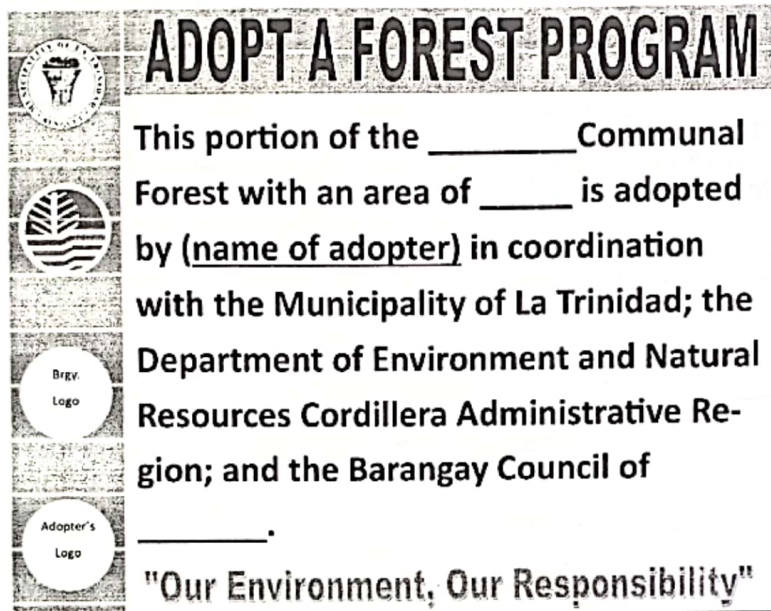 ADOPT A FOREST PROGRAM
This portion of the ________Communal
Forest with an area of _____ is adopted
by (name of adopter) in coordination
with the Municipality of La Trinidad; the
Department of Environment and Natural
Resources Cordillera Administrative Re-
gion; and the Barangay Council of
_______.
"Our Environment, Our Responsibility"
Brgy.
Logo
Adopter's
Logo